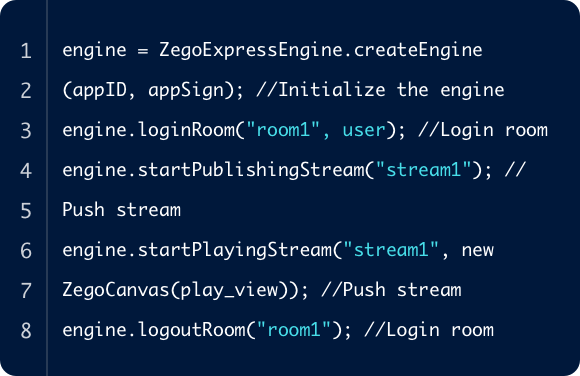 1 engine = ZegoExpressEngine.createEngine
2 (appID, appSign); //Initialize the engine
3 engine.loginRoom("room1", user); //Login room
4 engine.startPublishingStream("stream1"); //
5 Push stream
6 engine.startPlayingStream("stream1", new
7 ZegoCanvas(play_view)); //Push stream
8 engine.logoutRoom("room1"); //Login room